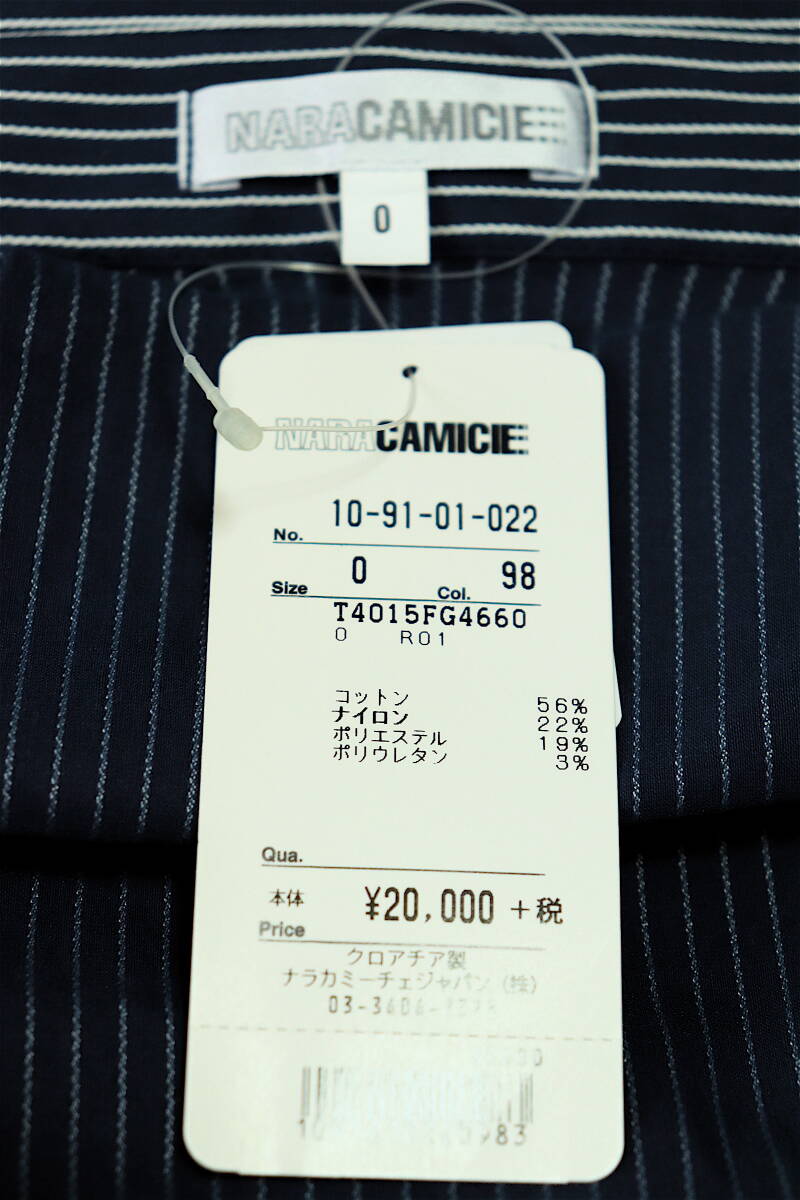 NARACAMICIE
0
NARACAMICIE
No. 10-91-01-022
Size 0 Col. 98
T4015FG4660
0 R01
コットン 56%
ナイロン 22%
ポリエステル 19%
ポリウレタン 3%
Qua.
本体 ¥20,000 +税
Price
クロアチア製
ナラカミーチェジャパン(株)